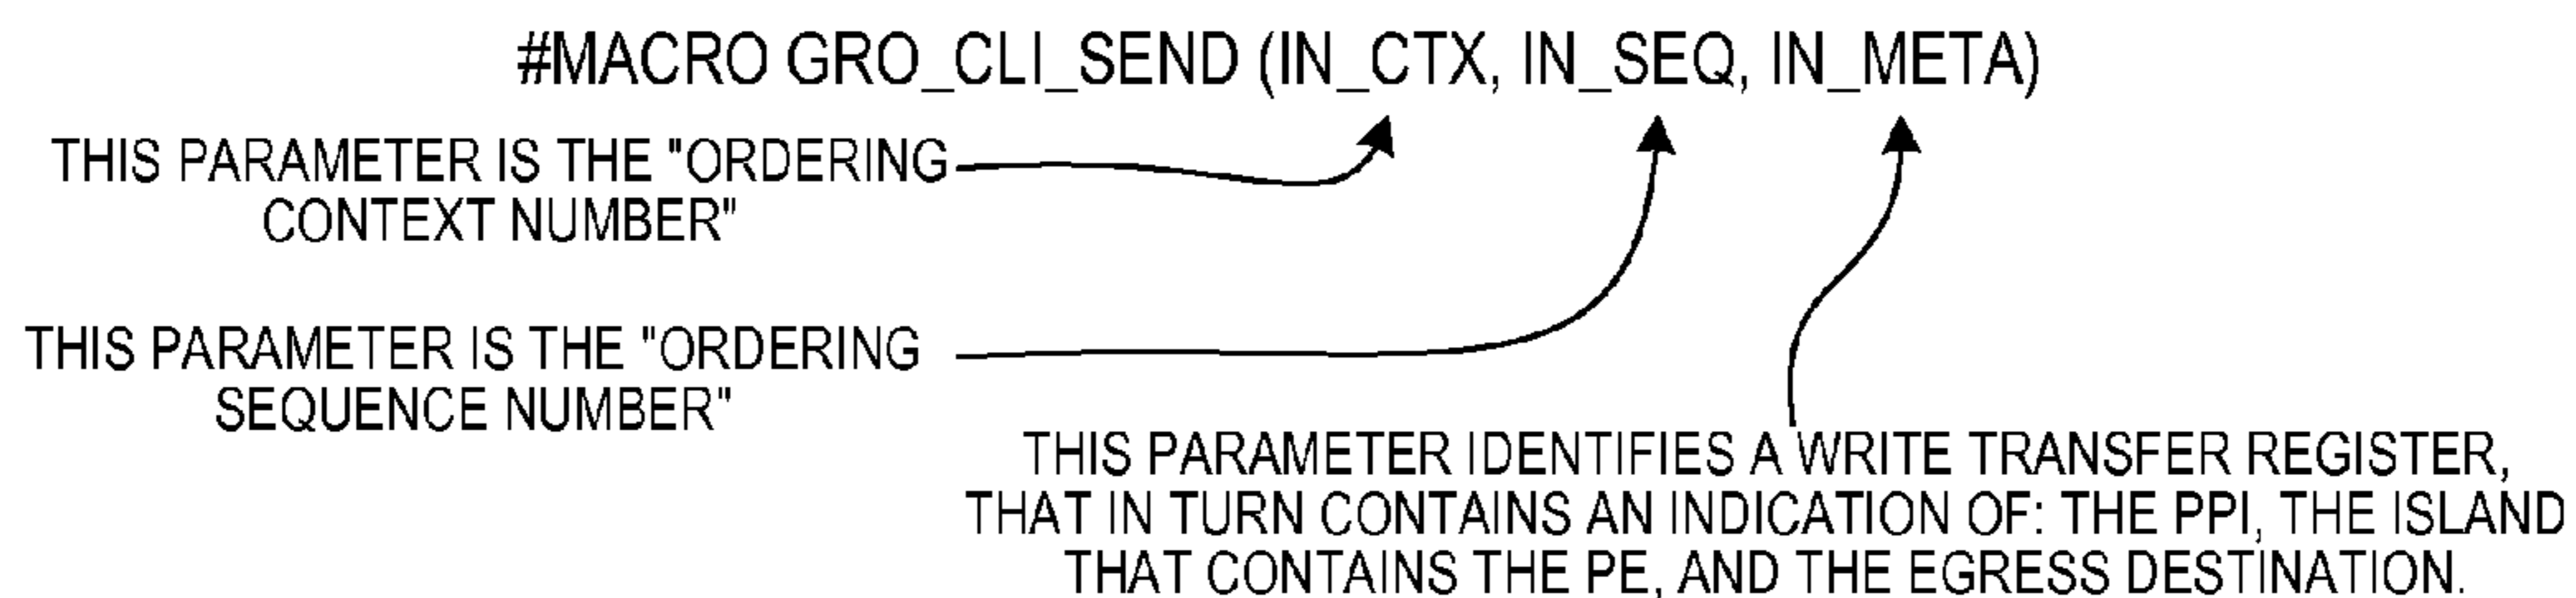 #MACRO GRO_CLI_SEND (IN_CTX, IN_SEQ, IN_META)
THIS PARAMETER IS THE "ORDERING
CONTEXT NUMBER"
THIS PARAMETER IS THE "ORDERING
SEQUENCE NUMBER"
THIS PARAMETER IDENTIFIES A WRITE TRANSFER REGISTER,
THAT IN TURN CONTAINS AN INDICATION OF: THE PPI, THE ISLAND
THAT CONTAINS THE PE, AND THE EGRESS DESTINATION.